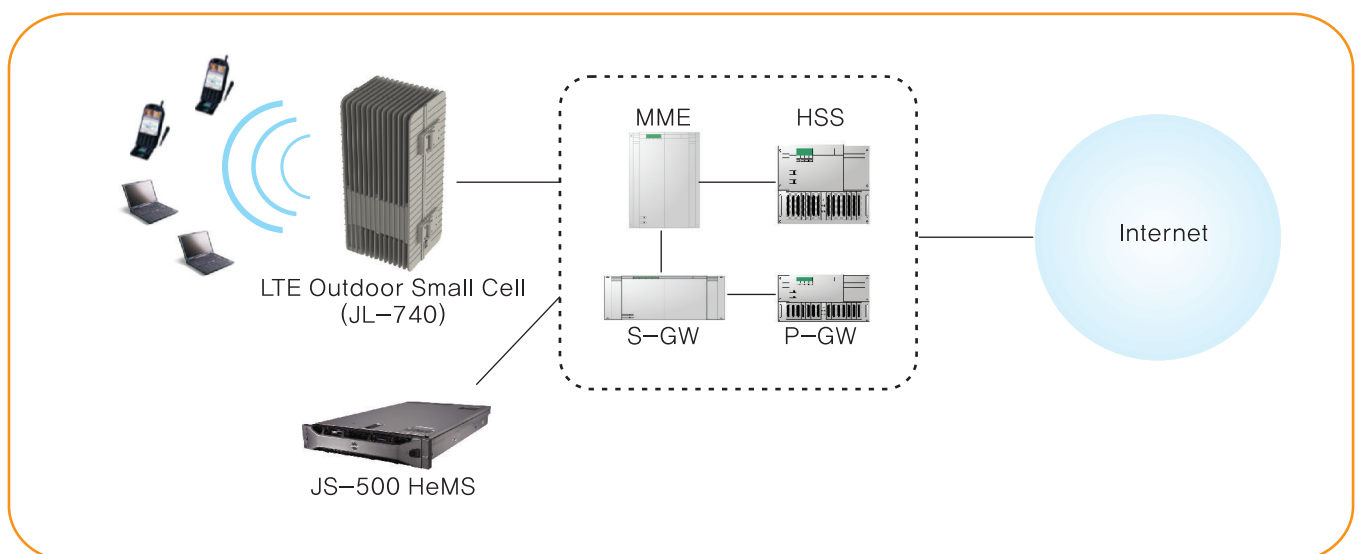 MME
HSS
LTE Outdoor Small Cell
(JL-740)
S-GW
P-GW
Internet
JS-500 HeMS